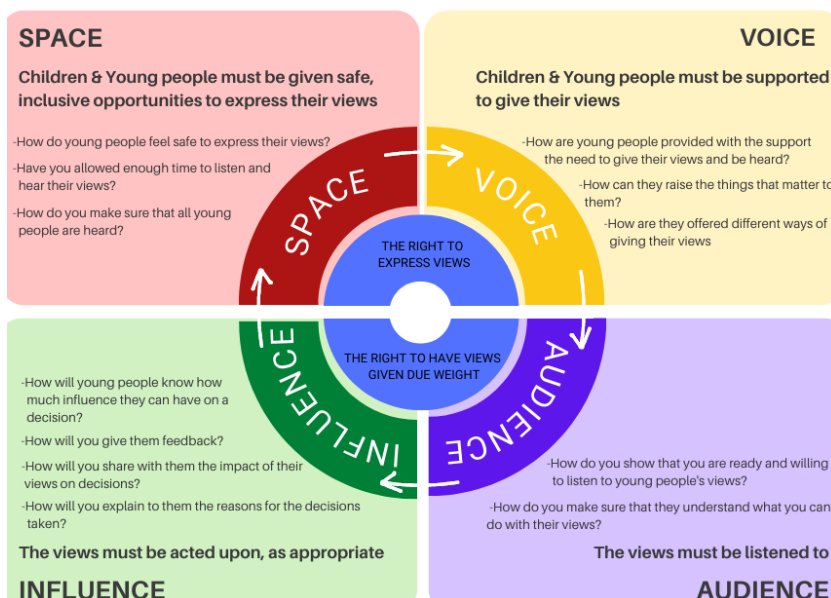 SPACE
Children & Young people must be given safe,
inclusive opportunities to express their views
-How do young people feel safe to express their views?
-Have you allowed enough time to listen and
hear their views?
-How do you make sure that all young
people are heard?
VOICE
Children & Young people must be supported
to give their views
-How are young people provided with the support
the need to give their views and be heard?
-How can they raise the things that matter to
them?
-How are they offered different ways of
giving their views
SPACE
VOICE
THE RIGHT TO
EXPRESS VIEWS
THE RIGHT TO HAVE VIEWS
GIVEN DUE WEIGHT
INFLUENCE
AUDIENCE
-How will young people know how
much influence they can have on a
decision?
-How will you give them feedback?
-How will you share with them the impact of their
views on decisions?
-How will you explain to them the reasons for the decisions
taken?
The views must be acted upon, as appropriate
INFLUENCE
-How do you show that you are ready and willing
to listen to young people's views?
-How do you make sure that they understand what you can
do with their views?
The views must be listened to
AUDIENCE